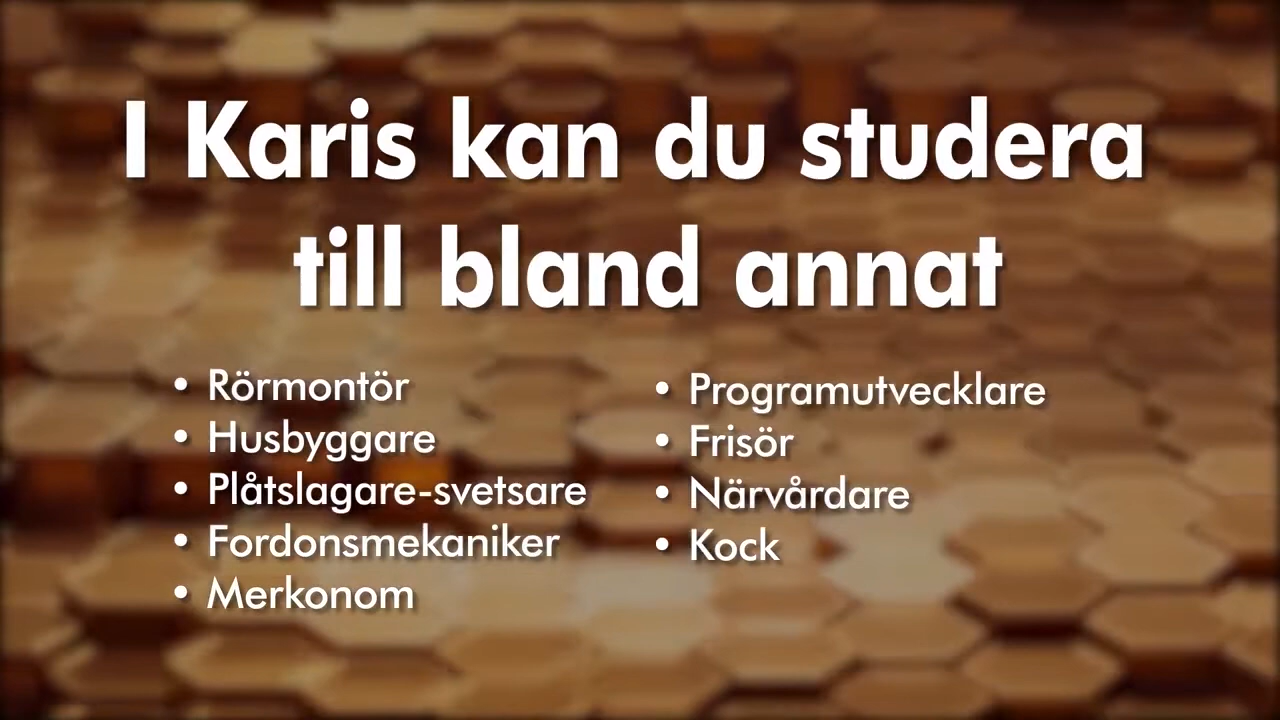 I Karis kan du studera
till bland annat
• Rörmontör
• Husbyggare
• Plåtslagare-svetsare
• Fordonsmekaniker
• Merkonom
• Programutvecklare
• Frisör
• Närvårdare
• Kock